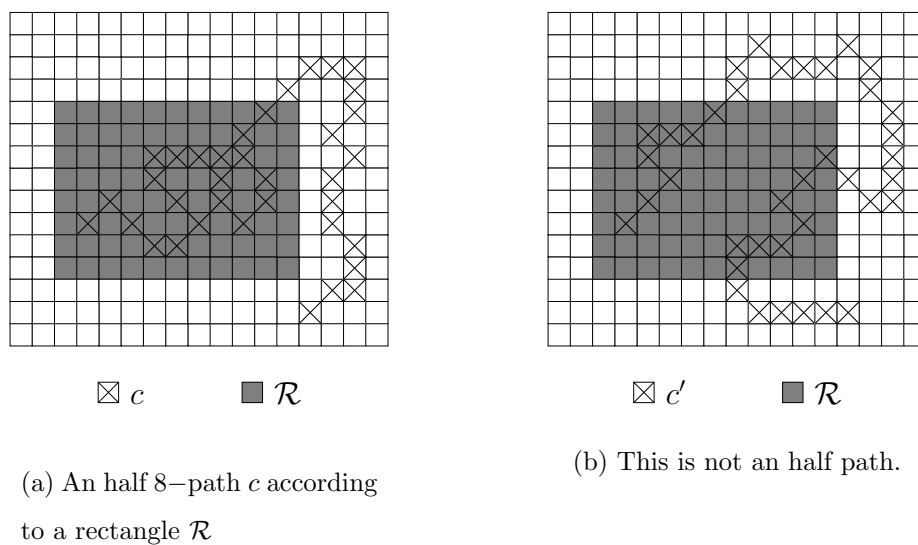 c R
c′ R
(a) An half 8−path c according
to a rectangle R
(b) This is not an half path.